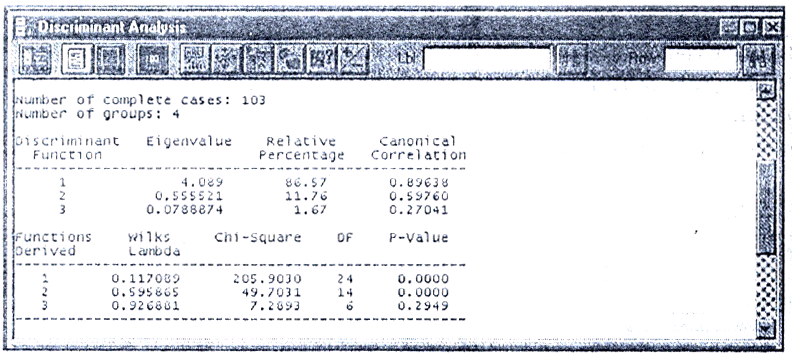 Discriminant Analysis
Lbl Row
Number of complete cases: 103
Number of groups: 4
Discriminant Eigenvalue Relative Canonical
Function Percentage Correlation
1 4.089 86.57 0.89638
2 0.555521 11.76 0.59760
3 0.0788874 1.67 0.27041
Functions Wilks Chi-Square DF P-Value
Derived Lambda
1 0.117089 205.9030 24 0.0000
2 0.595865 49.7031 14 0.0000
3 0.926881 7.2893 6 0.2949